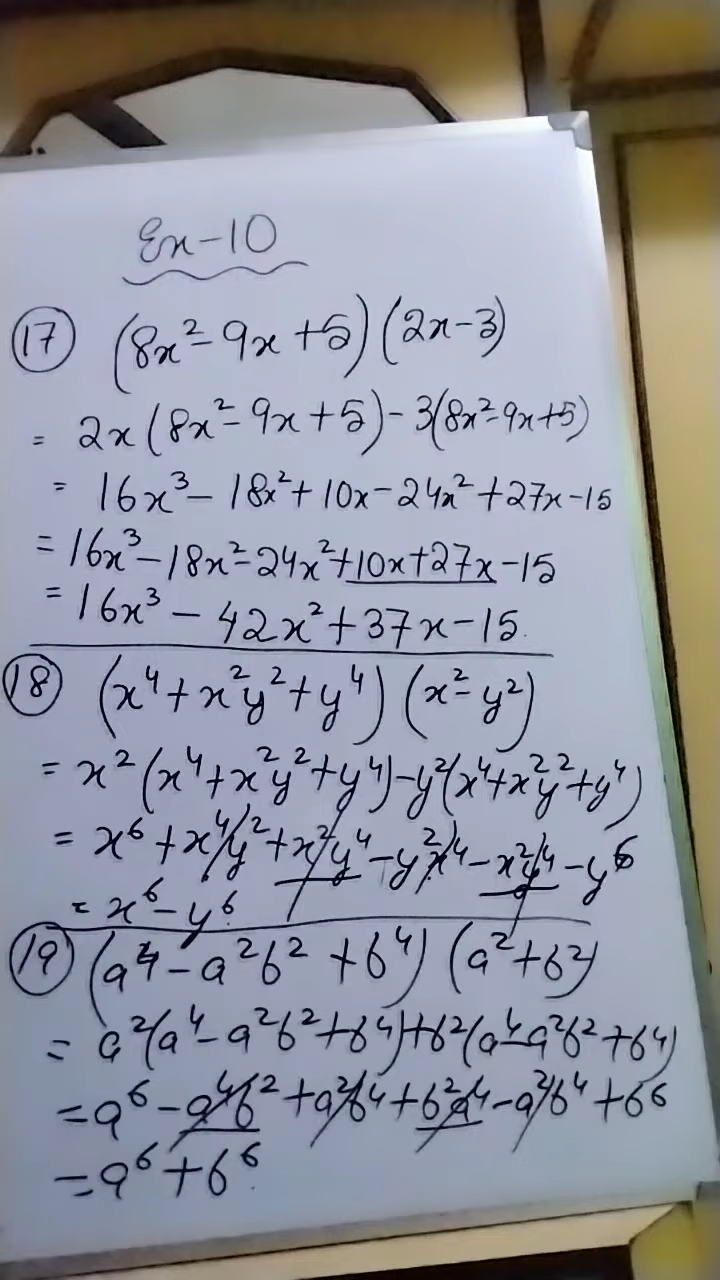 Ex-10
17 (8x²-9x+5)(2x-3)
= 2x(8x²-9x+5)-3(8x²-9x+5)
= 16x³-18x²+10x-24x²+27x-15
= 16x³-18x²-24x²+10x+27x-15
= 16x³-42x²+37x-15
18 (x⁴+x²y²+y⁴)(x²-y²)
= x²(x⁴+x²y²+y⁴)-y²(x⁴+x²y²+y⁴)
= x⁶+x⁴y²+x²y⁴-y²x⁴-x²y⁴-y⁶
= x⁶-y⁶
19 (a⁴-a²b²+b⁴)(a²+b²)
= a²(a⁴-a²b²+b⁴)+b²(a⁴-a²b²+b⁴)
= a⁶-a⁴b²+a²b⁴+b²a⁴-a²b⁴+b⁶
= a⁶+b⁶